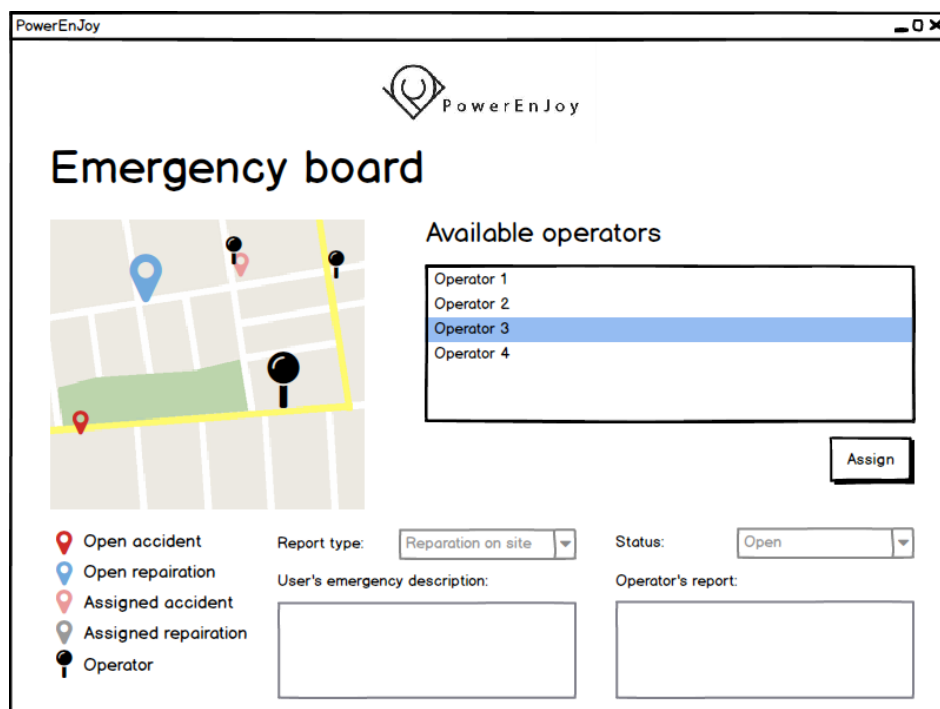 PowerEnJoy
PowerEnJoy
Emergency board
Available operators
Operator 1
Operator 2
Operator 3
Operator 4
Assign
Open accident
Open repairation
Assigned accident
Assigned repairation
Operator
Report type:
Reparation on site
Status:
Open
User's emergency description:
Operator's report: